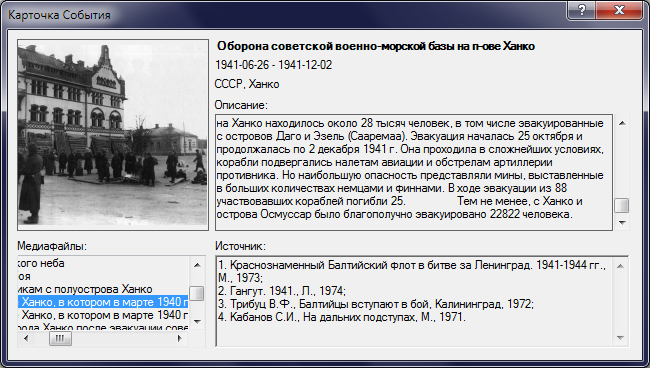 Карточка События
Оборона советской военно-морской базы на п-ове Ханко
1941-06-26 - 1941-12-02
СССР, Ханко
Описание:
на Ханко находилось около 28 тысяч человек, в том числе эвакуированные
с островов Даго и Эзель (Сааремаа). Эвакуация началась 25 октября и
продолжалась по 2 декабря 1941 г. Она проходила в сложнейших условиях,
корабли подвергались налетам авиации и обстрелам артиллерии
противника. Но наибольшую опасность представляли мины, выставленные
в больших количествах немцами и финнами. В ходе эвакуации из 88
участвовавших кораблей погибли 25. Тем не менее, с Ханко и
острова Осмуссар было благополучно эвакуировано 22822 человека.
Медиафайлы:
кого неба
оя
икам с полуострова Ханко
Ханко, в котором в марте 1940 г
Ханко, в котором в марте 1940 г
рода Ханко после эвакуации сове
Источник:
1. Краснознаменный Балтийский флот в битве за Ленинград. 1941-1944 гг.,
М., 1973;
2. Гангут. 1941., Л., 1974;
3. Трибуц В.Ф., Балтийцы вступают в бой, Калининград, 1972;
4. Кабанов С.И., На дальних подступах, М., 1971.